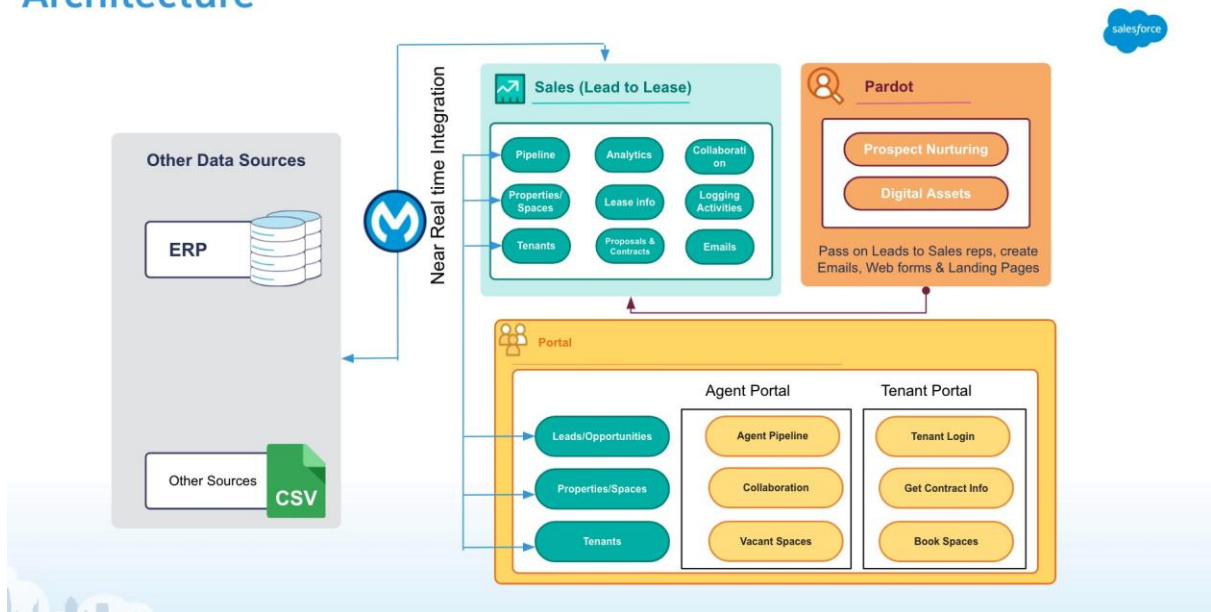 Architecture
salesforce
Other Data Sources
ERP
Other Sources
CSV
Near Real time Integration
Sales (Lead to Lease)
Pipeline
Analytics
Collaborati
on
Properties/
Spaces
Lease info
Logging
Activities
Tenants
Proposals &
Contracts
Emails
Pardot
Prospect Nurturing
Digital Assets
Pass on Leads to Sales reps, create
Emails, Web forms & Landing Pages
Portal
Agent Portal
Tenant Portal
Leads/Opportunities
Agent Pipeline
Tenant Login
Properties/Spaces
Collaboration
Get Contract Info
Tenants
Vacant Spaces
Book Spaces